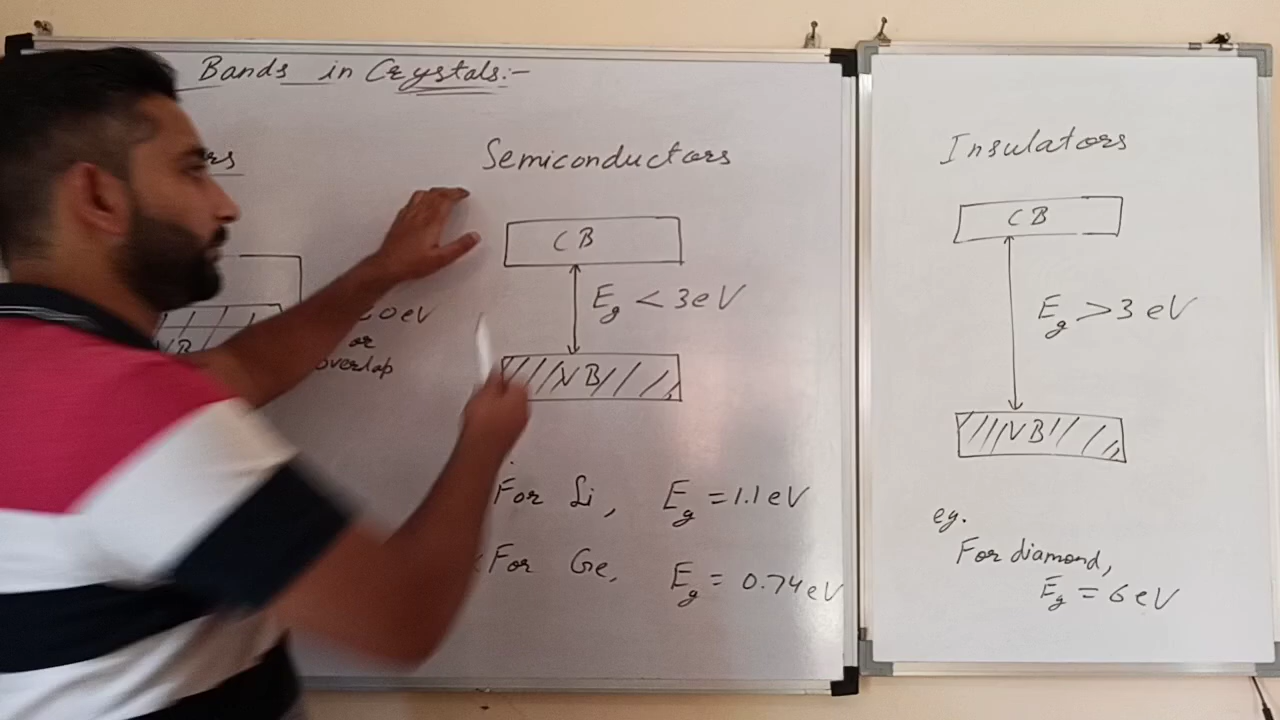 Bands in Crystals:-
Semiconductors
CB
Eg < 3eV
VB
For Si, Eg = 1.1 eV
For Ge, Eg = 0.74 eV
VB
0 eV
or
overlap
Insulators
CB
Eg > 3 eV
VB
eg.
For diamond,
Eg = 6 eV